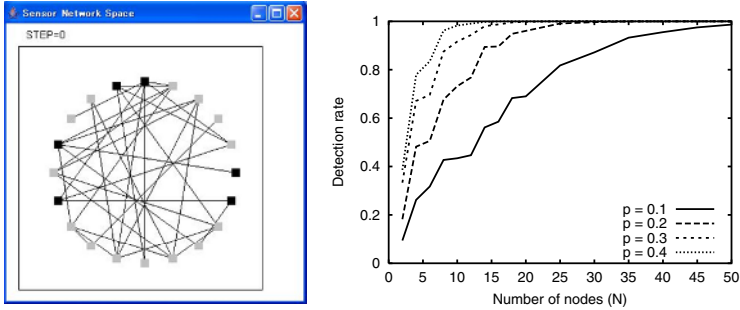 Sensor Network Space
STEP=0
Detection rate
1
0.8
0.6
0.4
0.2
0
0 5 10 15 20 25 30 35 40 45 50
Number of nodes (N)
p = 0.1
p = 0.2
p = 0.3
p = 0.4